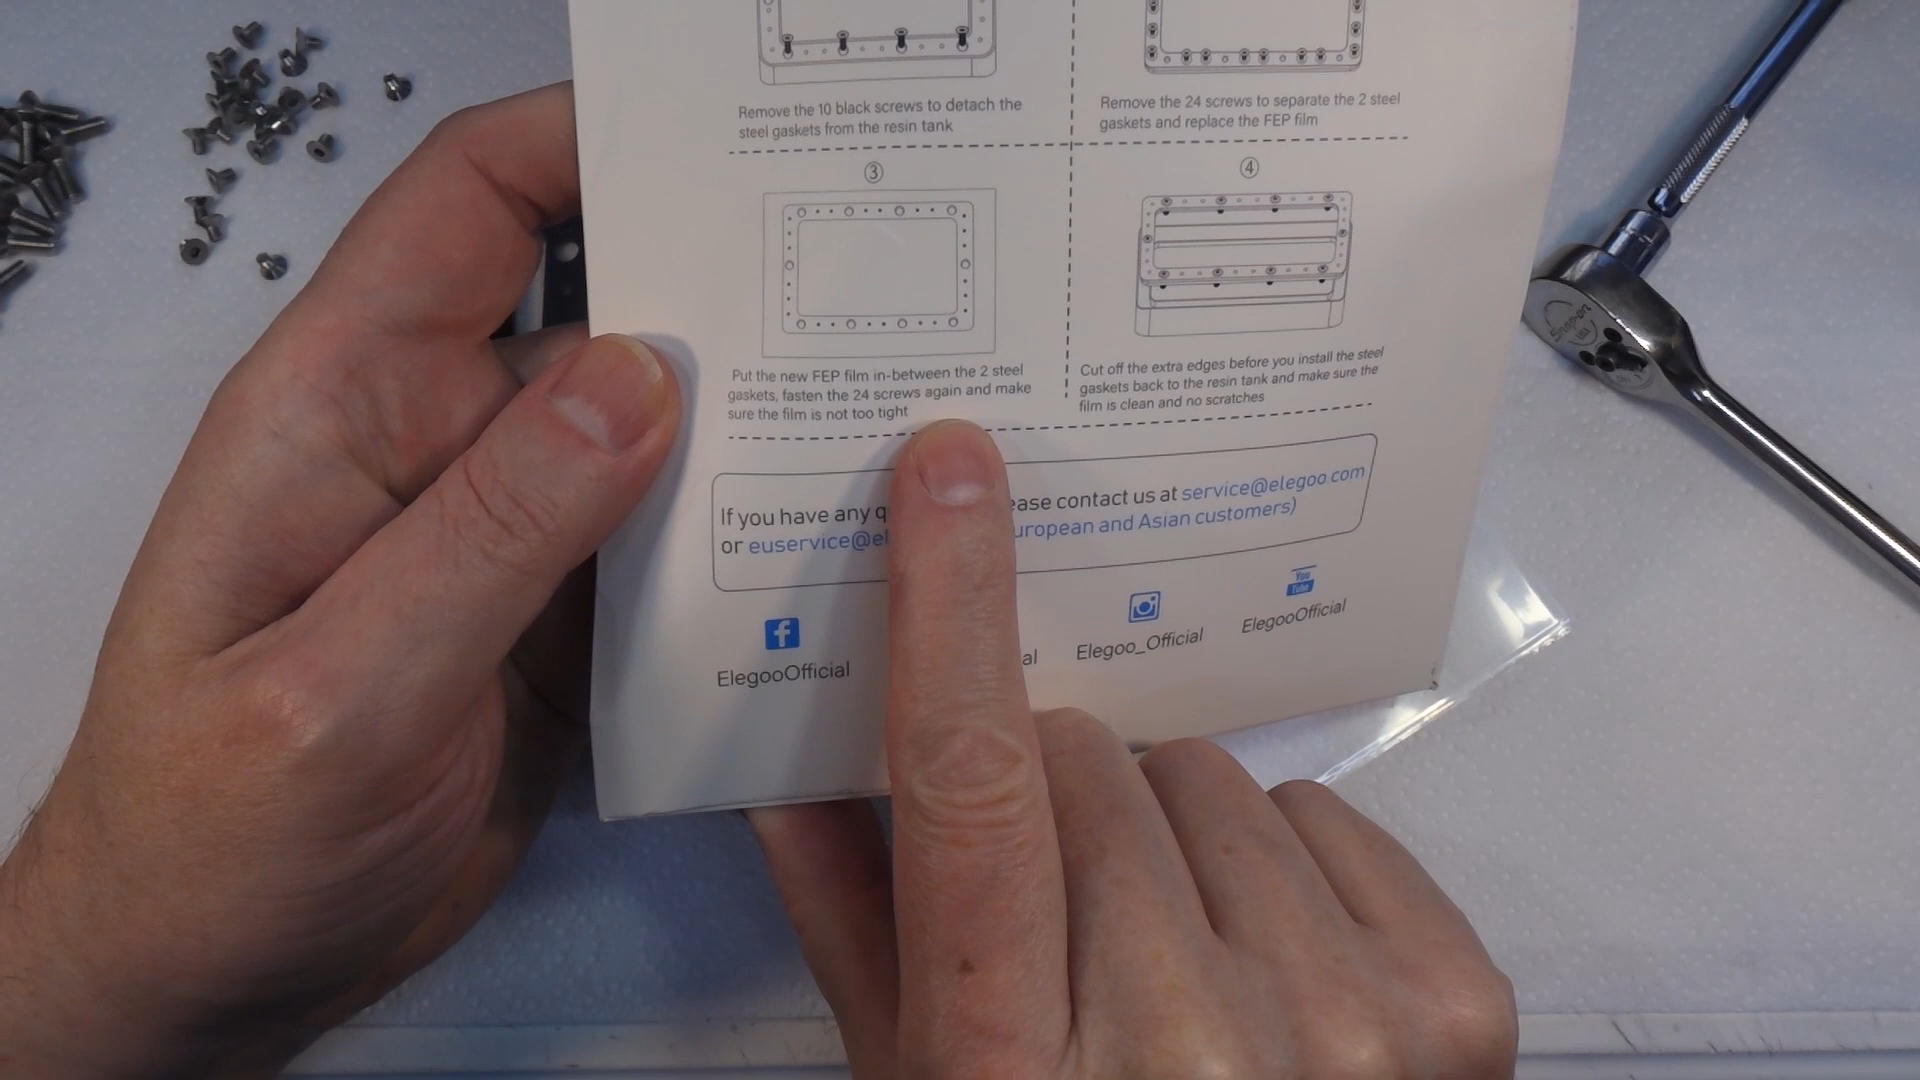 Remove the 10 black screws to detach the
steel gaskets from the resin tank
Remove the 24 screws to separate the 2 steel
gaskets and replace the FEP film
③
Put the new FEP film in-between the 2 steel
gaskets, fasten the 24 screws again and make
sure the film is not too tight
④
Cut off the extra edges before you install the steel
gaskets back to the resin tank and make sure the
film is clean and no scratches
If you have any contact us at service@elegoo.com
or and Asian customers)
ElegooOfficial
Elegoo_Official
You
Tube
ElegooOfficial
Snap-on